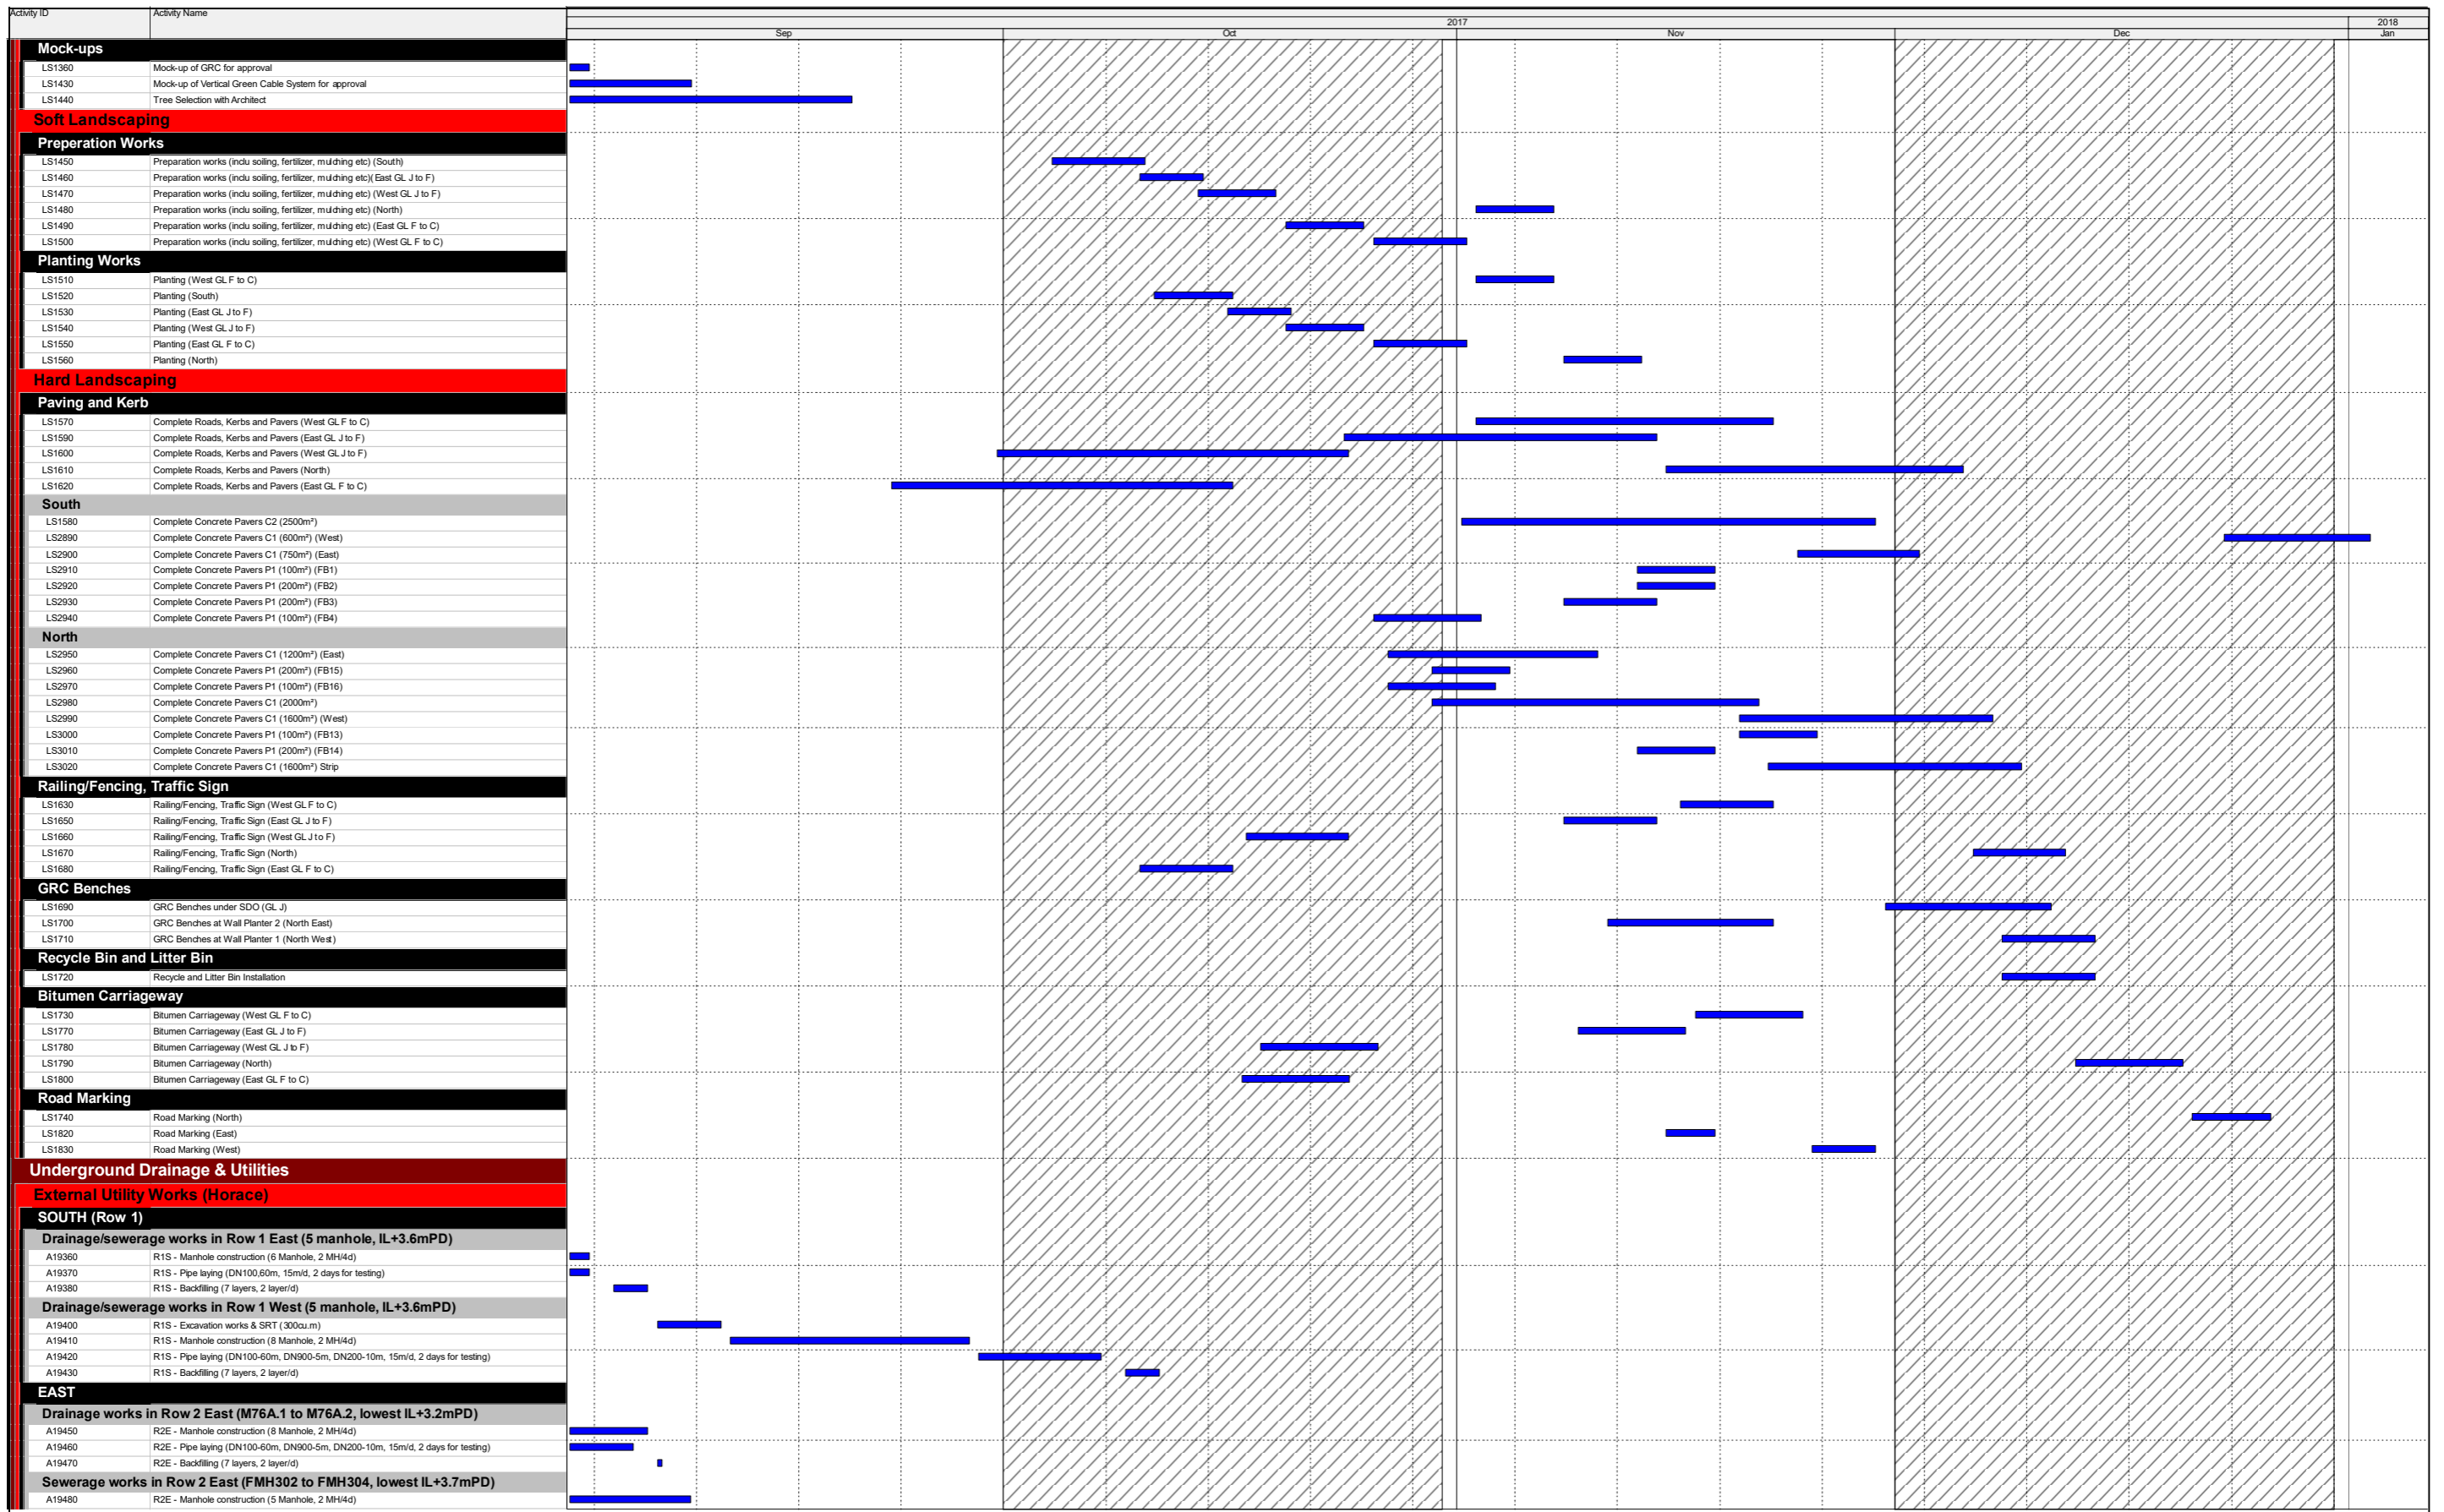 Activity ID Activity Name
2017 2018
Sep Oct Nov Dec Jan
Mock-ups
LS1360 Mock-up of GRC for approval
LS1430 Mock-up of Vertical Green Cable System for approval
LS1440 Tree Selection with Architect
Soft Landscaping
Preperation Works
LS1450 Preparation works (inclu soiling, fertilizer, mulching etc) (South)
LS1460 Preparation works (inclu soiling, fertilizer, mulching etc)(East GL J to F)
LS1470 Preparation works (inclu soiling, fertilizer, mulching etc) (West GL J to F)
LS1480 Preparation works (inclu soiling, fertilizer, mulching etc) (North)
LS1490 Preparation works (inclu soiling, fertilizer, mulching etc) (East GL F to C)
LS1500 Preparation works (inclu soiling, fertilizer, mulching etc) (West GL F to C)
Planting Works
LS1510 Planting (West GL F to C)
LS1520 Planting (South)
LS1530 Planting (East GL J to F)
LS1540 Planting (West GL J to F)
LS1550 Planting (East GL F to C)
LS1560 Planting (North)
Hard Landscaping
Paving and Kerb
LS1570 Complete Roads, Kerbs and Pavers (West GL F to C)
LS1590 Complete Roads, Kerbs and Pavers (East GL J to F)
LS1600 Complete Roads, Kerbs and Pavers (West GL J to F)
LS1610 Complete Roads, Kerbs and Pavers (North)
LS1620 Complete Roads, Kerbs and Pavers (East GL F to C)
South
LS1580 Complete Concrete Pavers C2 (2500m²)
LS2890 Complete Concrete Pavers C1 (600m²) (West)
LS2900 Complete Concrete Pavers C1 (750m²) (East)
LS2910 Complete Concrete Pavers P1 (100m²) (FB1)
LS2920 Complete Concrete Pavers P1 (200m²) (FB2)
LS2930 Complete Concrete Pavers P1 (200m²) (FB3)
LS2940 Complete Concrete Pavers P1 (100m²) (FB4)
North
LS2950 Complete Concrete Pavers C1 (1200m²) (East)
LS2960 Complete Concrete Pavers P1 (200m²) (FB15)
LS2970 Complete Concrete Pavers P1 (100m²) (FB16)
LS2980 Complete Concrete Pavers C1 (2000m²)
LS2990 Complete Concrete Pavers C1 (1600m²) (West)
LS3000 Complete Concrete Pavers P1 (100m²) (FB13)
LS3010 Complete Concrete Pavers P1 (200m²) (FB14)
LS3020 Complete Concrete Pavers C1 (1600m²) Strip
Railing/Fencing, Traffic Sign
LS1630 Railing/Fencing, Traffic Sign (West GL F to C)
LS1650 Railing/Fencing, Traffic Sign (East GL J to F)
LS1660 Railing/Fencing, Traffic Sign (West GL J to F)
LS1670 Railing/Fencing, Traffic Sign (North)
LS1680 Railing/Fencing, Traffic Sign (East GL F to C)
GRC Benches
LS1690 GRC Benches under SDO (GL J)
LS1700 GRC Benches at Wall Planter 2 (North East)
LS1710 GRC Benches at Wall Planter 1 (North West)
Recycle Bin and Litter Bin
LS1720 Recycle and Litter Bin Installation
Bitumen Carriageway
LS1730 Bitumen Carriageway (West GL F to C)
LS1770 Bitumen Carriageway (East GL J to F)
LS1780 Bitumen Carriageway (West GL J to F)
LS1790 Bitumen Carriageway (North)
LS1800 Bitumen Carriageway (East GL F to C)
Road Marking
LS1740 Road Marking (North)
LS1820 Road Marking (East)
LS1830 Road Marking (West)
Underground Drainage & Utilities
External Utility Works (Horace)
SOUTH (Row 1)
Drainage/sewerage works in Row 1 East (5 manhole, IL+3.6mPD)
A19360 R1S - Manhole construction (6 Manhole, 2 MH/4d)
A19370 R1S - Pipe laying (DN100,60m, 15m/d, 2 days for testing)
A19380 R1S - Backfilling (7 layers, 2 layer/d)
Drainage/sewerage works in Row 1 West (5 manhole, IL+3.6mPD)
A19400 R1S - Excavation works & SRT (300cu.m)
A19410 R1S - Manhole construction (8 Manhole, 2 MH/4d)
A19420 R1S - Pipe laying (DN100-60m, DN900-5m, DN200-10m, 15m/d, 2 days for testing)
A19430 R1S - Backfilling (7 layers, 2 layer/d)
EAST
Drainage works in Row 2 East (M76A.1 to M76A.2, lowest IL+3.2mPD)
A19450 R2E - Manhole construction (8 Manhole, 2 MH/4d)
A19460 R2E - Pipe laying (DN100-60m, DN900-5m, DN200-10m, 15m/d, 2 days for testing)
A19470 R2E - Backfilling (7 layers, 2 layer/d)
Sewerage works in Row 2 East (FMH302 to FMH304, lowest IL+3.7mPD)
A19480 R2E - Manhole construction (5 Manhole, 2 MH/4d)